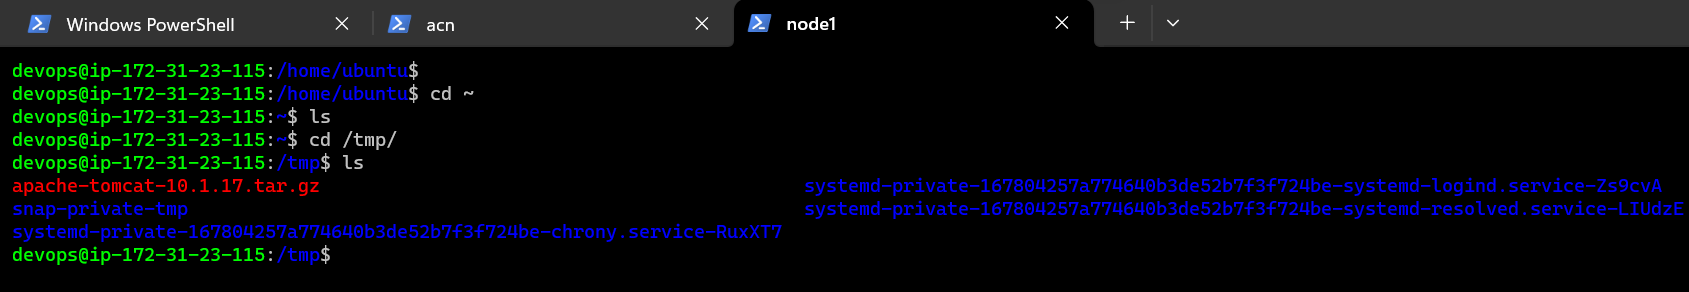 Windows PowerShell
acn
node1
devops@ip-172-31-23-115:/home/ubuntu$
devops@ip-172-31-23-115:/home/ubuntu$ cd ~
devops@ip-172-31-23-115:~$ ls
devops@ip-172-31-23-115:~$ cd /tmp/
devops@ip-172-31-23-115:/tmp$ ls
apache-tomcat-10.1.17.tar.gz systemd-private-167804257a774640b3de52b7f3f724be-systemd-logind.service-Zs9cvA
snap-private-tmp systemd-private-167804257a774640b3de52b7f3f724be-systemd-resolved.service-LIUdzE
systemd-private-167804257a774640b3de52b7f3f724be-chrony.service-RuxXT7
devops@ip-172-31-23-115:/tmp$